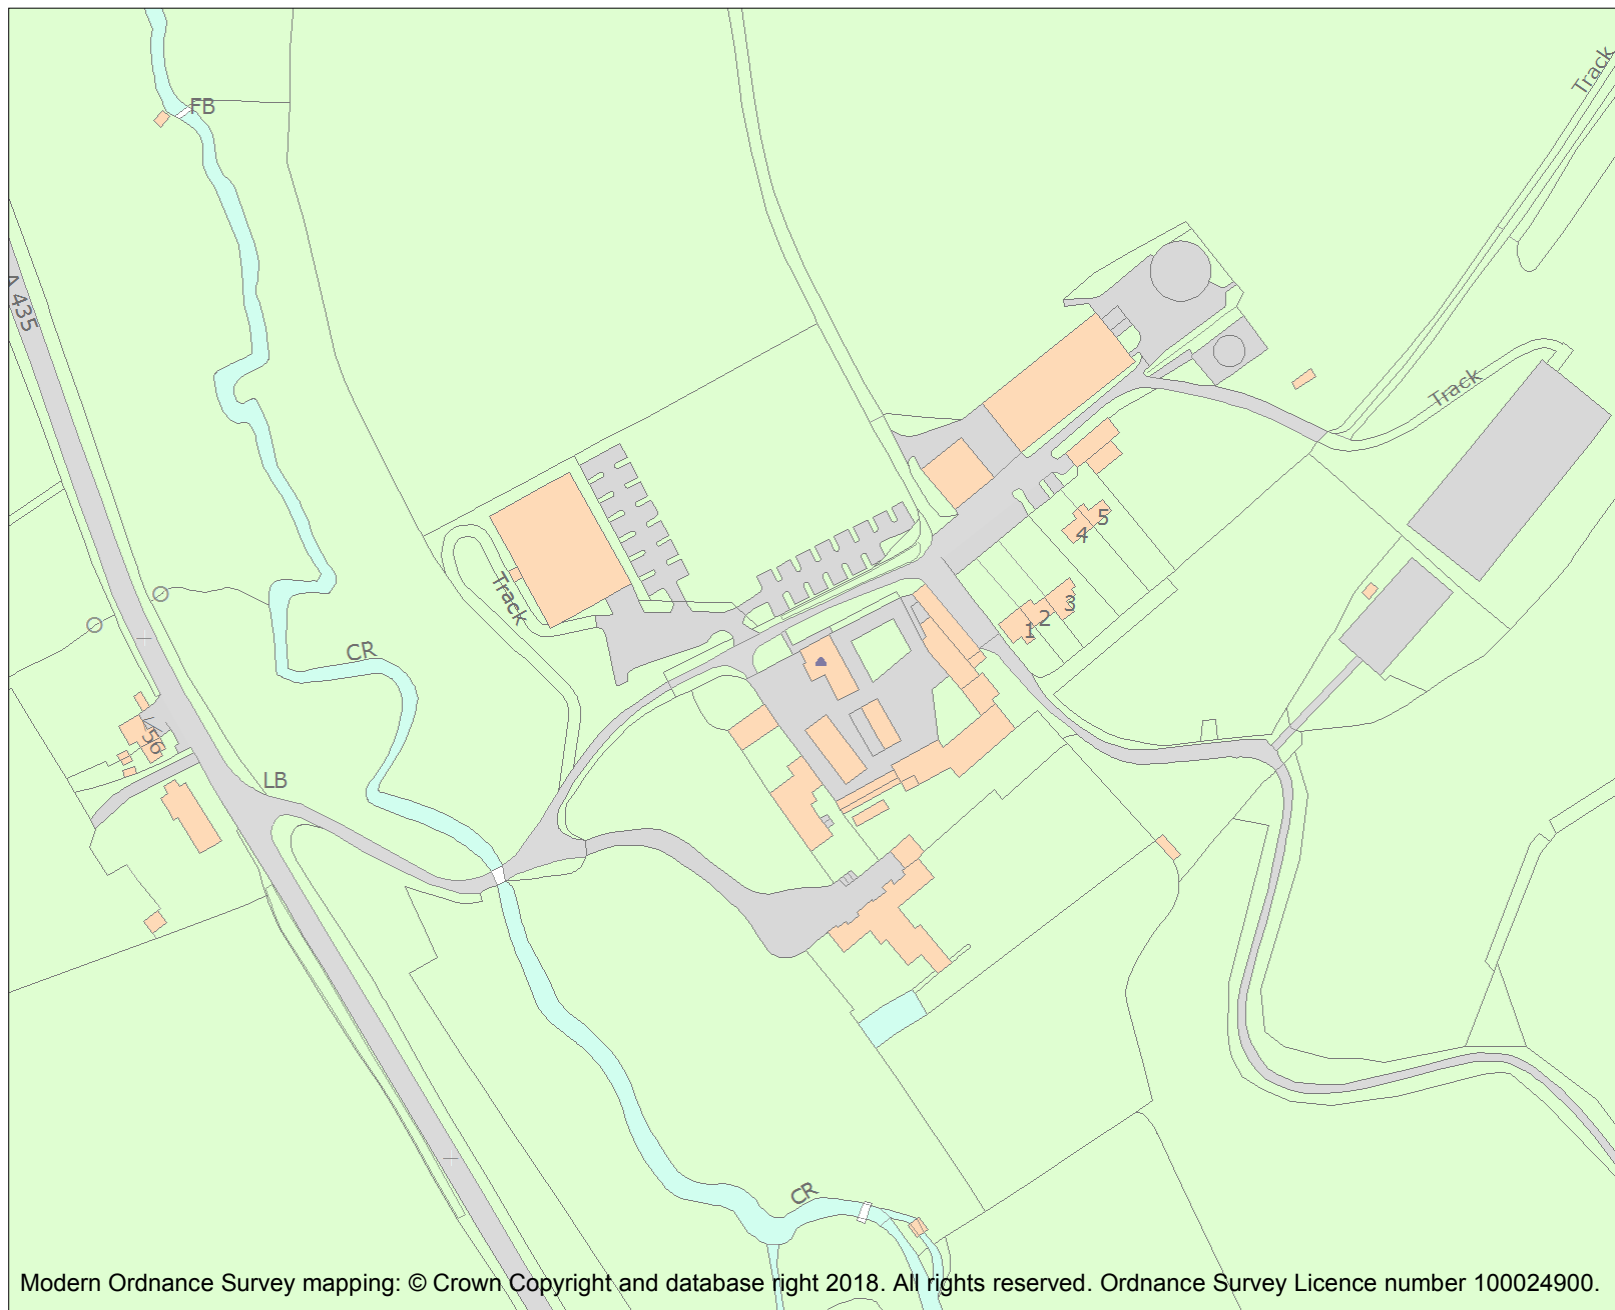 FB
Track
A 435
Track
5
4
Track
3
2
1
CR
56
LB
CR
Modern Ordnance Survey mapping: © Crown Copyright and database right 2018. All rights reserved. Ordnance Survey Licence number 100024900.